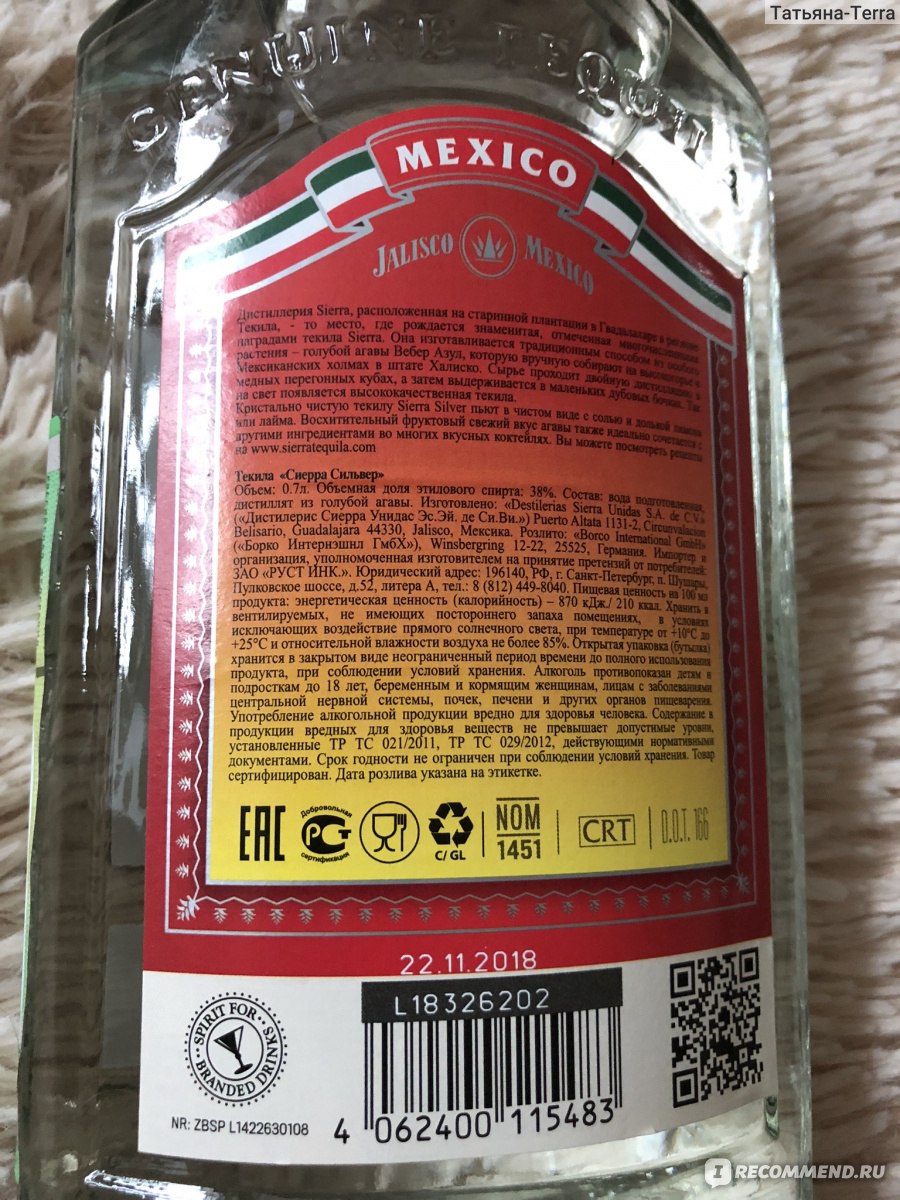 Татьяна-Terra
GENUINE TEQUI
MEXICO
JALISCO MEXICO
Дистиллерия Sierra, расположенная на старинной плантации в Гвадалахаре в регионе
Текила, - то место, где рождается знаменитая, отмеченная многочисленными
наградами текила Sierra. Она изготавливается традиционным способом из особого
растения – голубой агавы Вебер Азул, которую вручную собирают на высокогорье в
Мексиканских холмах в штате Халиско. Сырье проходит двойную дистилляцию в
медных перегонных кубах, а затем выдерживается в маленьких дубовых бочках. Так
на свет появляется высококачественная текила.
Кристально чистую текилу Sierra Silver пьют в чистом виде с солью и долькой лимона
или лайма. Восхитительный фруктовый свежий вкус агавы также идеально сочетается с
другими ингредиентами во многих вкусных коктейлях. Вы можете посмотреть рецепты
на www.sierratequila.com
Текила «Сиерра Сильвер»
Объем: 0.7л. Объемная доля этилового спирта: 38%. Состав: вода подготовленная,
дистиллят из голубой агавы. Изготовлено: «Destilerias Sierra Unidas S.A. de C.V.»
(«Дистилерис Сиерра Унидас Эс.Эй. де Си.Ви.») Puerto Altata 1131-2, Circunvalacion
Belisario, Guadalajara 44330, Jalisco, Мексика. Розлито: «Borco International GmbH»
(«Борко Интернэшнл ГмбХ»), Winsbergring 12-22, 25525, Германия. Импортер и
организация, уполномоченная изготовителем на принятие претензий от потребителей:
ЗАО «РУСТ ИНК.». Юридический адрес: 196140, РФ, г. Санкт-Петербург, п. Шушары,
Пулковское шоссе, д.52, литера А, тел.: 8 (812) 449-8040. Пищевая ценность на 100 мл
продукта: энергетическая ценность (калорийность) – 870 кДж./ 210 ккал. Хранить в
вентилируемых, не имеющих постороннего запаха помещениях, в условиях
исключающих воздействие прямого солнечного света, при температуре от +10°С до
+25°С и относительной влажности воздуха не более 85%. Открытая упаковка (бутылка)
хранится в закрытом виде неограниченный период времени до полного использования
продукта, при соблюдении условий хранения. Алкоголь противопоказан детям и
подросткам до 18 лет, беременным и кормящим женщинам, лицам с заболеваниями
центральной нервной системы, почек, печени и других органов пищеварения.
Употребление алкогольной продукции вредно для здоровья человека. Содержание в
продукции вредных для здоровья веществ не превышает допустимые уровни,
установленные ТР ТС 021/2011, ТР ТС 029/2012, действующими нормативными
документами. Срок годности не ограничен при соблюдении условий хранения. Товар
сертифицирован. Дата розлива указана на этикетке.
EAC
Добровольная
РСТ
сертификация
C/ GL
NOM
1451
CRT
D.O.T. 166
22.11.2018
L18326202
SPIRIT FOR
BRANDED DRINKS
NR: ZBSP L1422630108
4 062400 115483
I RECOMMEND.RU